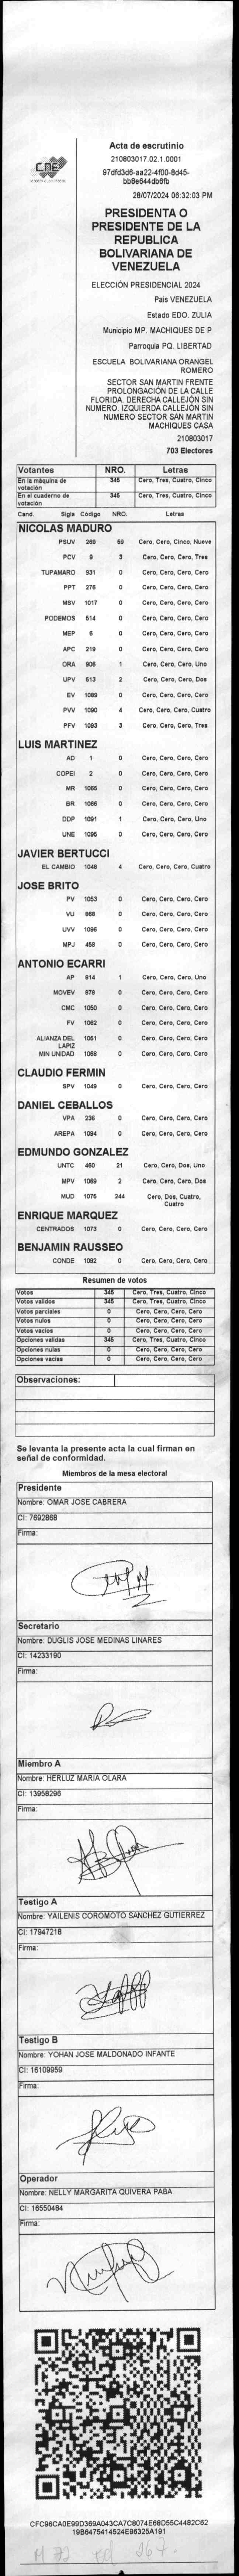 CNE
Acta de escrutinio
210803017.02.1.0001
97dfd3d6-aa22-4f00-8d45-
bb8e644db6fb
28/07/2024 06:32:03 PM
PRESIDENTA O
PRESIDENTE DE LA
REPUBLICA
BOLIVARIANA DE
VENEZUELA
ELECCIÓN PRESIDENCIAL 2024
País VENEZUELA
Estado EDO. ZULIA
Municipio MP. MACHIQUES DE P
Parroquia PQ. LIBERTAD
ESCUELA BOLIVARIANA ORANGEL
ROMERO
SECTOR SAN MARTIN FRENTE
PROLONGACIÓN DE LA CALLE
FLORIDA. DERECHA CALLEJÓN SIN
NUMERO. IZQUIERDA CALLEJÓN SIN
NUMERO SECTOR SAN MARTIN
MACHIQUES CASA
210803017
703 Electores
Votantes NRO. Letras
En la máquina de votación 345 Cero, Tres, Cuatro, Cinco
En el cuaderno de votación 345 Cero, Tres, Cuatro, Cinco
Cand. Sigla Código NRO. Letras
NICOLAS MADURO
PSUV 269 59 Cero, Cero, Cinco, Nueve
PCV 9 3 Cero, Cero, Cero, Tres
TUPAMARO 931 0 Cero, Cero, Cero, Cero
PPT 275 0 Cero, Cero, Cero, Cero
MSV 1017 0 Cero, Cero, Cero, Cero
PODEMOS 514 0 Cero, Cero, Cero, Cero
MEP 6 0 Cero, Cero, Cero, Cero
APC 219 0 Cero, Cero, Cero, Cero
ORA 906 1 Cero, Cero, Cero, Uno
UPV 513 2 Cero, Cero, Cero, Dos
EV 1089 0 Cero, Cero, Cero, Cero
PVV 1090 4 Cero, Cero, Cero, Cuatro
PFV 1093 3 Cero, Cero, Cero, Tres
LUIS MARTINEZ
AD 1 0 Cero, Cero, Cero, Cero
COPEI 2 0 Cero, Cero, Cero, Cero
MR 1065 0 Cero, Cero, Cero, Cero
BR 1066 0 Cero, Cero, Cero, Cero
DDP 1091 1 Cero, Cero, Cero, Uno
UNE 1095 0 Cero, Cero, Cero, Cero
JAVIER BERTUCCI
EL CAMBIO 1048 4 Cero, Cero, Cero, Cuatro
JOSE BRITO
PV 1053 0 Cero, Cero, Cero, Cero
VU 868 0 Cero, Cero, Cero, Cero
UVV 1096 0 Cero, Cero, Cero, Cero
MPJ 458 0 Cero, Cero, Cero, Cero
ANTONIO ECARRI
AP 814 1 Cero, Cero, Cero, Uno
MOVEV 879 0 Cero, Cero, Cero, Cero
CMC 1050 0 Cero, Cero, Cero, Cero
FV 1062 0 Cero, Cero, Cero, Cero
ALIANZA DEL 1051 0 Cero, Cero, Cero, Cero
LAPIZ
MIN UNIDAD 1068 0 Cero, Cero, Cero, Cero
CLAUDIO FERMIN
SPV 1049 0 Cero, Cero, Cero, Cero
DANIEL CEBALLOS
VPA 236 0 Cero, Cero, Cero, Cero
AREPA 1094 0 Cero, Cero, Cero, Cero
EDMUNDO GONZALEZ
UNTC 460 21 Cero, Cero, Dos, Uno
MPV 1069 2 Cero, Cero, Cero, Dos
MUD 1075 244 Cero, Dos, Cuatro,
Cuatro
ENRIQUE MARQUEZ
CENTRADOS 1073 0 Cero, Cero, Cero, Cero
BENJAMIN RAUSSEO
CONDE 1092 0 Cero, Cero, Cero, Cero
Resumen de votos
Votos 345 Cero, Tres, Cuatro, Cinco
Votos validos 345 Cero, Tres, Cuatro, Cinco
Votos parciales 0 Cero, Cero, Cero, Cero
Votos nulos 0 Cero, Cero, Cero, Cero
Votos vacios 0 Cero, Cero, Cero, Cero
Opciones validas 345 Cero, Tres, Cuatro, Cinco
Opciones nulas 0 Cero, Cero, Cero, Cero
Opciones vacias 0 Cero, Cero, Cero, Cero
Observaciones:
Se levanta la presente acta la cual firman en
señal de conformidad.
Miembros de la mesa electoral
Presidente
Nombre: OMAR JOSE CABRERA
CI: 7692868
Firma:
Secretario
Nombre: DUGLIS JOSE MEDINAS LINARES
CI: 14233190
Firma:
Miembro A
Nombre: HERLUZ MARIA OLARA
CI: 13958296
Firma:
Testigo A
Nombre: YAILENIS COROMOTO SANCHEZ GUTIERREZ
CI: 17947218
Firma:
Testigo B
Nombre: YOHAN JOSE MALDONADO INFANTE
CI: 16109959
Firma:
Operador
Nombre: NELLY MARGARITA QUIVERA PABA
CI: 16550484
Firma:
CFC96CA0E99D369A043CA7C8074E68D55C4482C62
19B6475414524E96325A191